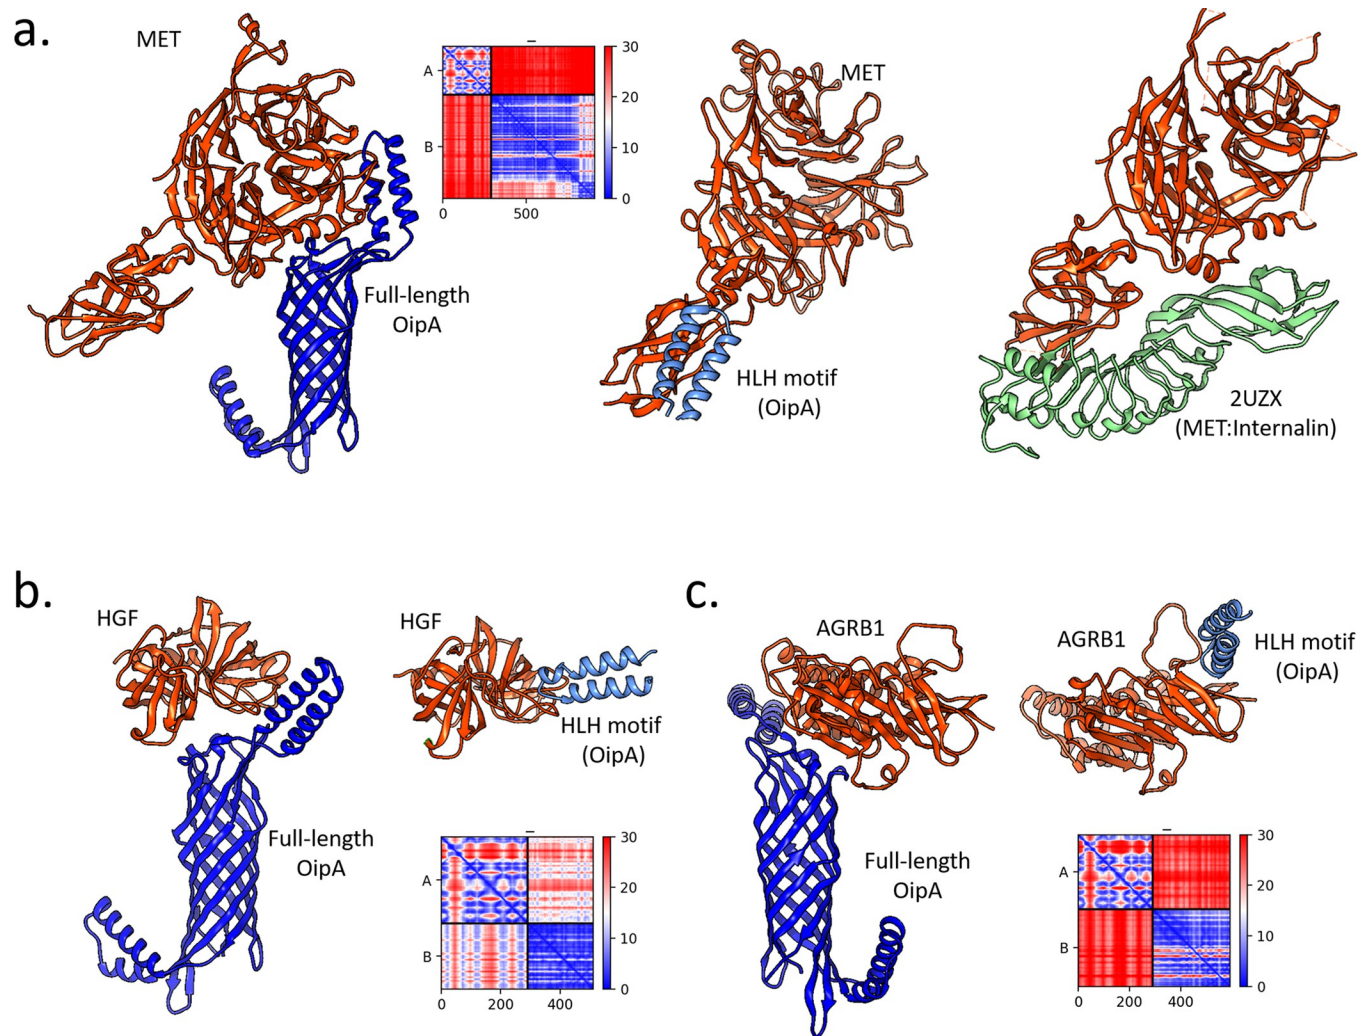 a.
MET
A
B
0
500
30
20
10
0
Full-length
OipA
MET
HLH motif
(OipA)
2UZX
(MET:Internalin)
b.
HGF
Full-length
OipA
HGF
HLH motif
(OipA)
A
B
0
200
400
30
20
10
0
c.
AGRB1
Full-length
OipA
AGRB1
HLH motif
(OipA)
A
B
0
200
400
30
20
10
0